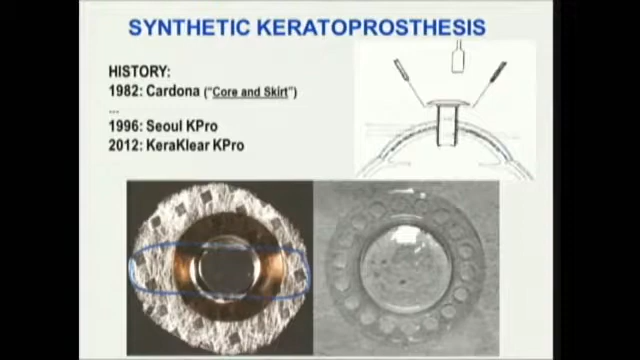 SYNTHETIC KERATOPROSTHESIS
HISTORY:
1982: Cardona ("Core and Skirt")
...
1996: Seoul KPro
2012: KeraKlear KPro